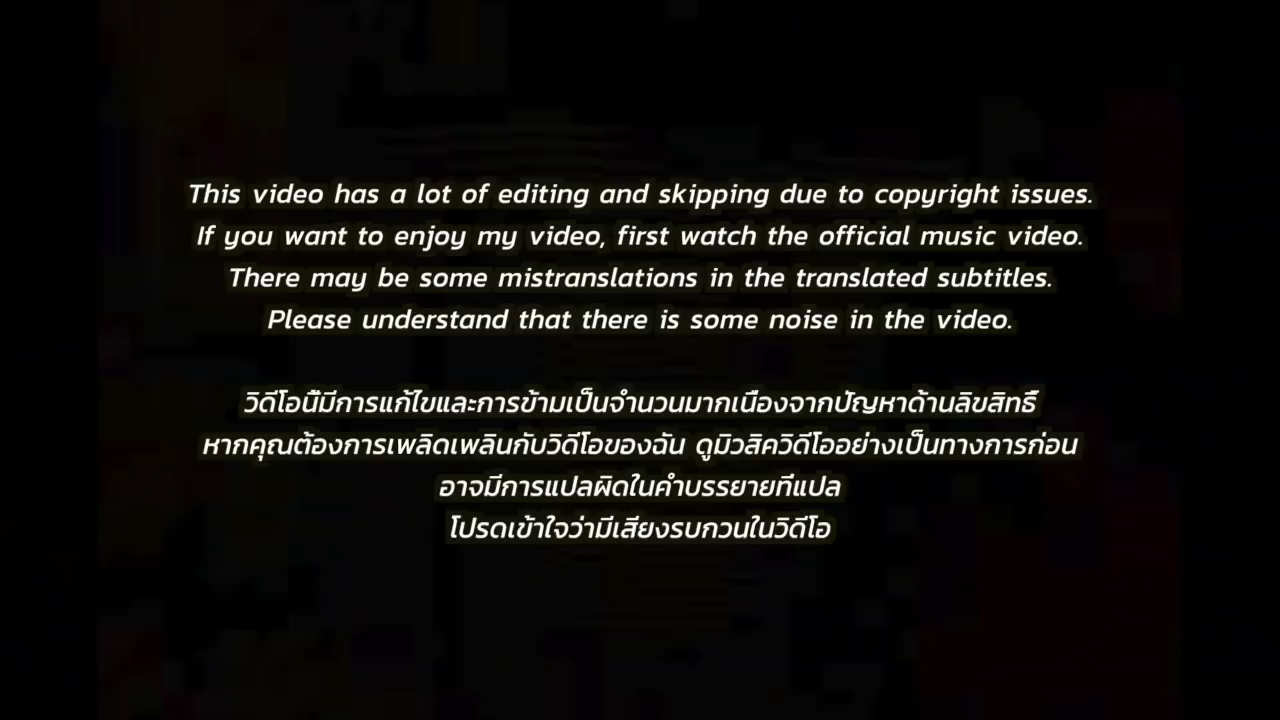 This video has a lot of editing and skipping due to copyright issues.
If you want to enjoy my video, first watch the official music video.
There may be some mistranslations in the translated subtitles.
Please understand that there is some noise in the video.
วิดีโอนี้มีการแก้ไขและการข้ามเป็นจำนวนมากเนื่องจากปัญหาด้านลิขสิทธิ์
หากคุณต้องการเพลิดเพลินกับวิดีโอของฉัน ดูมิวสิควิดีโออย่างเป็นทางการก่อน
อาจมีการแปลผิดในคำบรรยายที่แปล
โปรดเข้าใจว่ามีเสียงรบกวนในวิดีโอ